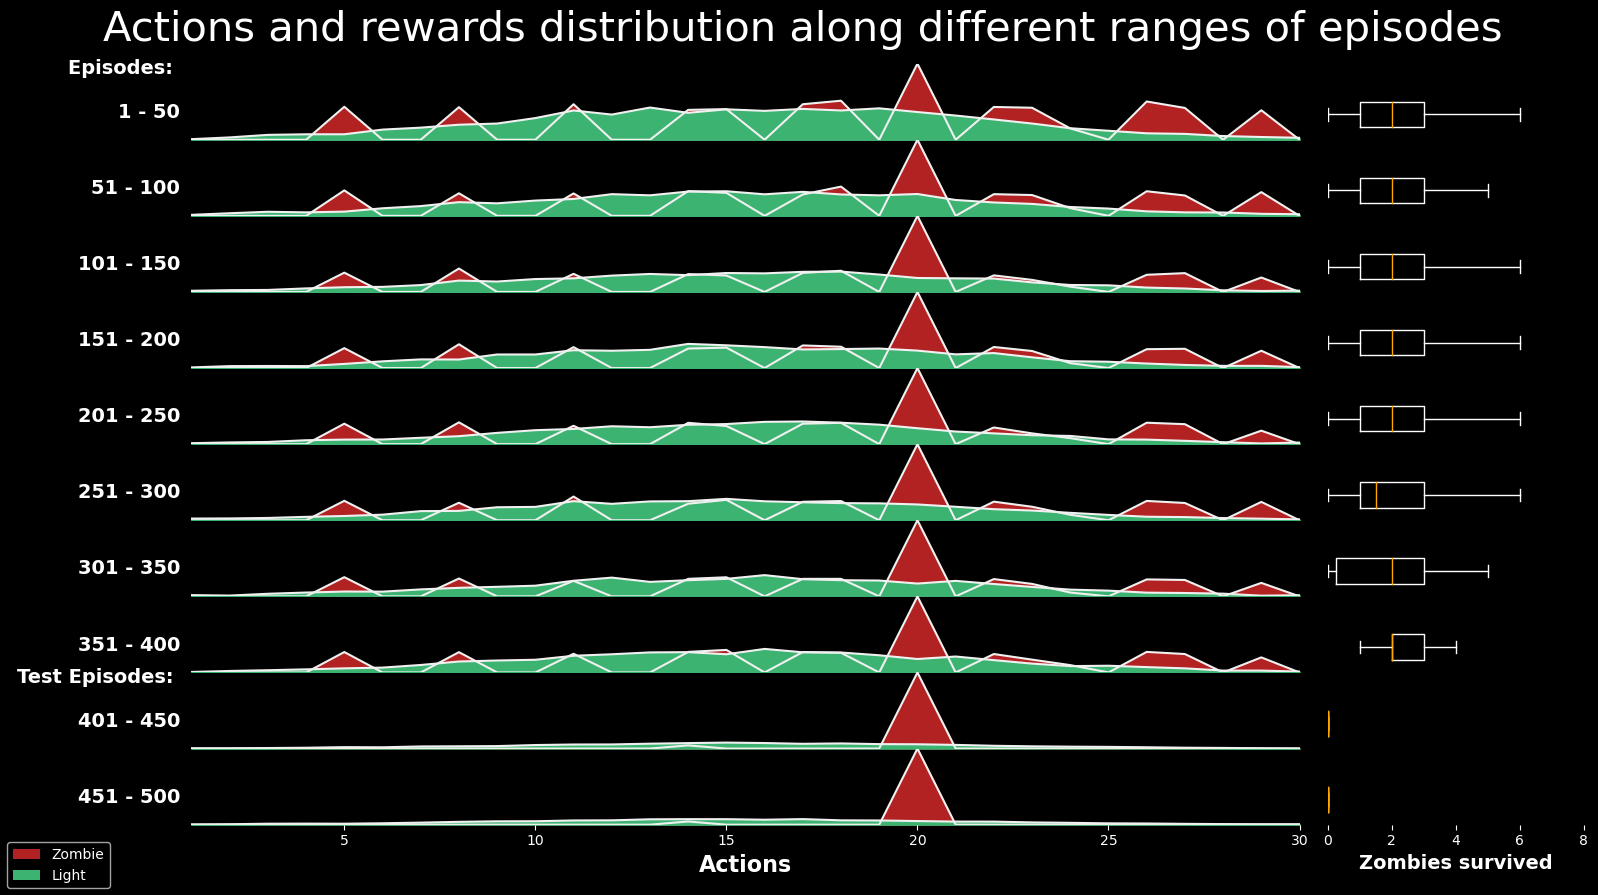 Actions and rewards distribution along different ranges of episodes
Episodes:
1 - 50
51 - 100
101 - 150
151 - 200
201 - 250
251 - 300
301 - 350
351 - 400
Test Episodes:
401 - 450
451 - 500
5 10 15 20 25 30 0 2 4 6 8
Actions Zombies survived
Zombie
Light